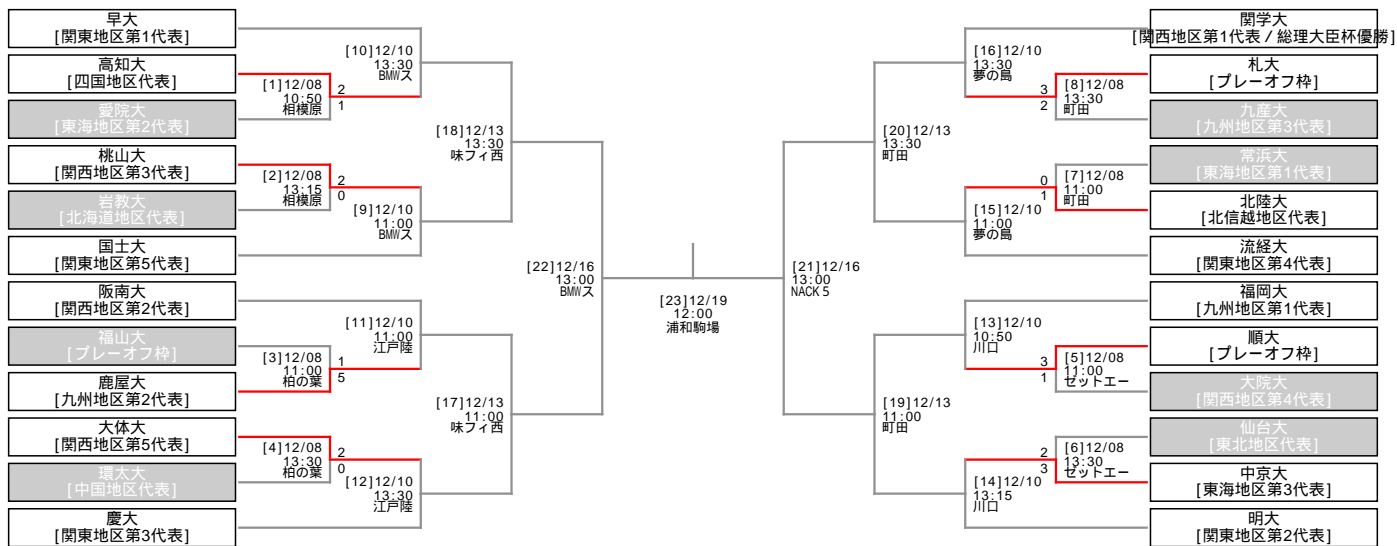 早大
[関東地区第1代表]
高知大
[四国地区代表]
愛院大
[東海地区第2代表]
桃山大
[関西地区第3代表]
岩教大
[北海道地区代表]
国士大
[関東地区第5代表]
阪南大
[関西地区第2代表]
福山大
[プレーオフ枠]
鹿屋大
[九州地区第2代表]
大体大
[関西地区第5代表]
環太大
[中国地区代表]
慶大
[関東地区第3代表]
[1]12/08
10:50
相模原
2
1
[2]12/08
13:15
相模原
2
0
[3]12/08
11:00
柏の葉
1
5
[4]12/08
13:30
柏の葉
2
0
[10]12/10
13:30
BMWス
[9]12/10
11:00
BMWス
[11]12/10
11:00
江戸陸
[12]12/10
13:30
江戸陸
[18]12/13
13:30
味フィ西
[17]12/13
11:00
味フィ西
[22]12/16
13:00
BMWス
[23]12/19
12:00
浦和駒場
[21]12/16
13:00
NACK５
[20]12/13
13:30
町田
[19]12/13
11:00
町田
[16]12/10
13:30
夢の島
[15]12/10
11:00
夢の島
[13]12/10
10:50
川口
[14]12/10
13:15
川口
3
2
[8]12/08
13:30
町田
0
1
[7]12/08
11:00
町田
3
1
[5]12/08
11:00
ゼットエー
2
3
[6]12/08
13:30
ゼットエー
関学大
[関西地区第1代表 / 総理大臣杯優勝]
札大
[プレーオフ枠]
九産大
[九州地区第3代表]
常浜大
[東海地区第1代表]
北陸大
[北信越地区代表]
流経大
[関東地区第4代表]
福岡大
[九州地区第1代表]
順大
[プレーオフ枠]
大院大
[関西地区第4代表]
仙台大
[東北地区代表]
中京大
[東海地区第3代表]
明大
[関東地区第2代表]